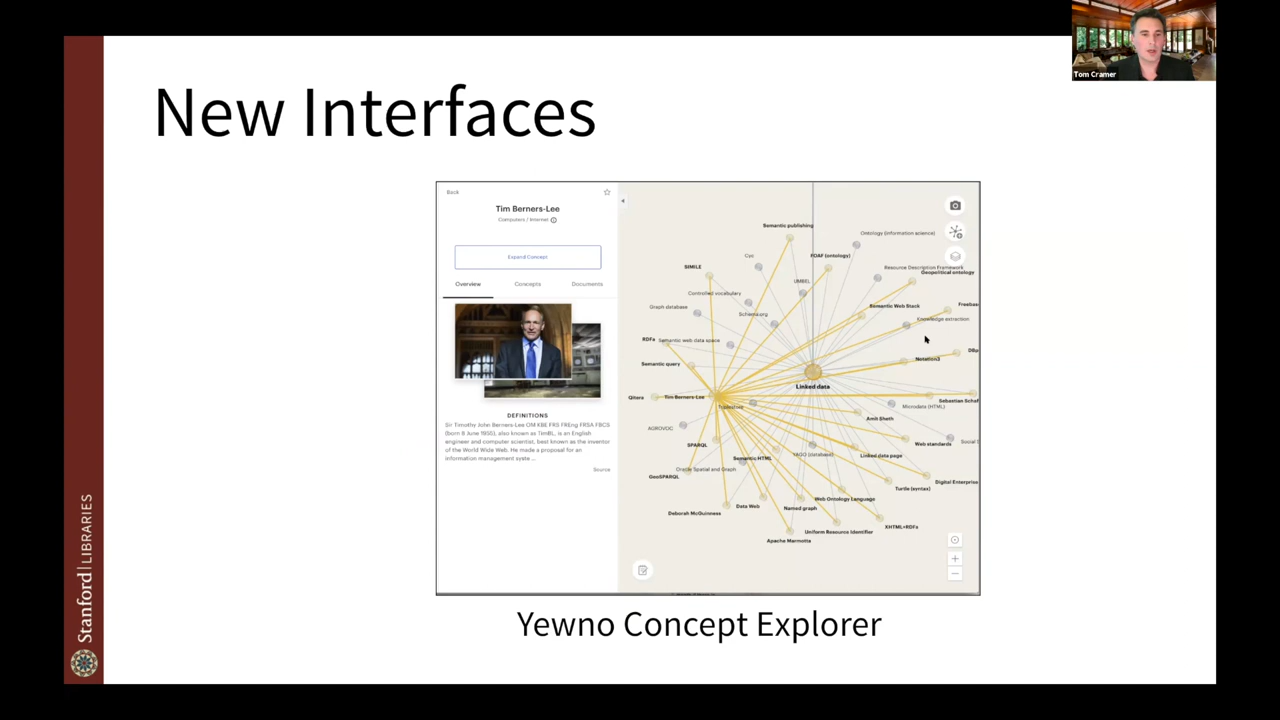 Tom Cramer
New Interfaces
Back
Tim Berners-Lee
Computers / Internet
Expand Concept
Overview
Concepts
Documents
DEFINITIONS
Sir Timothy John Berners-Lee OM KBE FRS FREng FRSA FBCS
(born 8 June 1955), also known as TimBL, is an English
engineer and computer scientist, best known as the inventor
of the World Wide Web. He made a proposal for an
information management syste ...
Source
Semantic publishing
Ontology (information science)
Cyc
FOAF (ontology)
SIMILE
Resource Description Framework
Geopolitical ontology
UMBEL
Controlled vocabulary
Graph database
Semantic Web Stack
Freebas
Schema.org
Knowledge extraction
RDFa
Semantic web data space
DBp
Notation3
Semantic query
Linked data
Qitera
Tim Berners-Lee
Sebastian Schaf
Triplestore
Microdata (HTML)
Amit Sheth
AGROVOC
SPARQL
Web standards
Social S
YAGO (database)
Linked data page
Semantic HTML
Oracle Spatial and Graph
GeoSPARQL
Digital Enterprise
Turtle (syntax)
Web Ontology Language
Data Web
Named graph
Deborah McGuinness
XHTML+RDFa
Uniform Resource Identifier
Apache Marmotta
Yewno Concept Explorer
Stanford | LIBRARIES